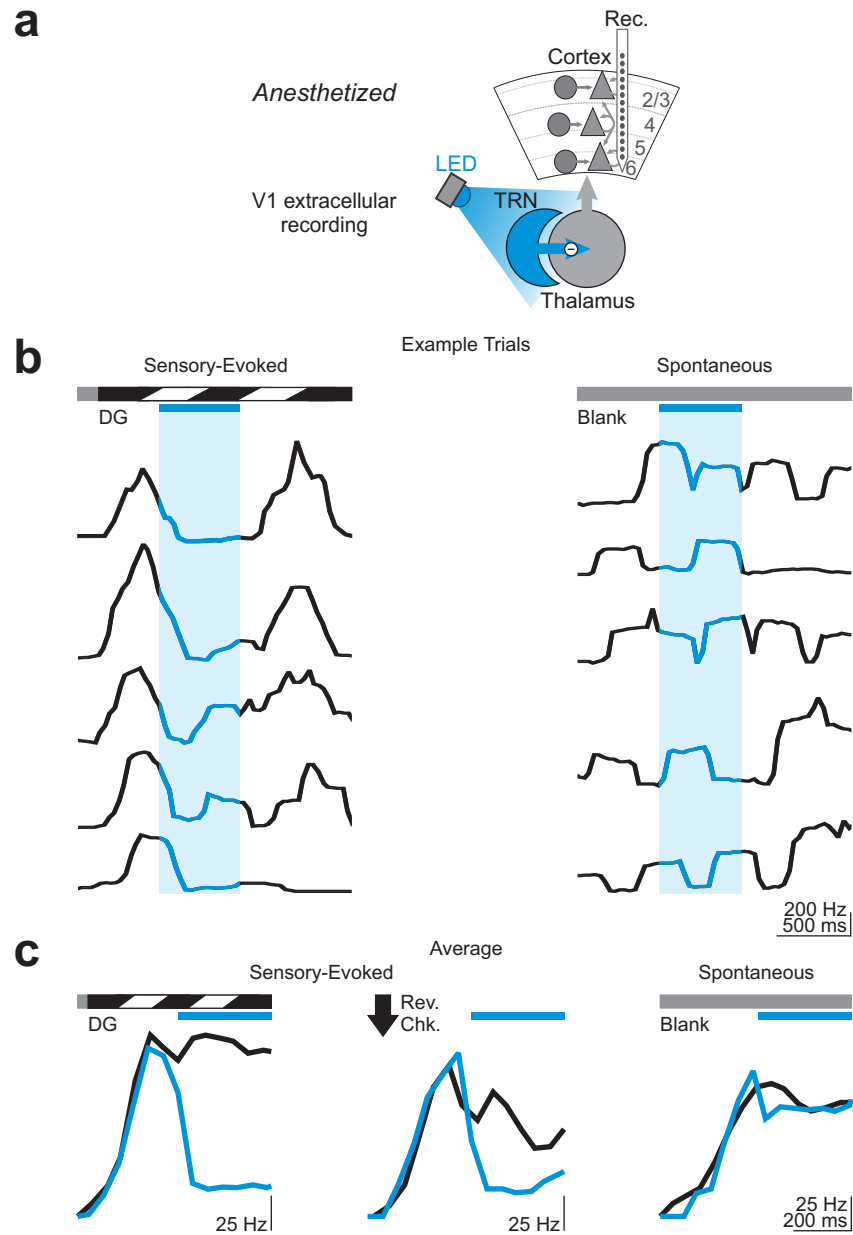 a
Rec.
Cortex
Anesthetized
2/3
4
5
6
LED
V1 extracellular
recording
TRN
−
Thalamus
b
Example Trials
Sensory-Evoked
Spontaneous
DG
Blank
200 Hz
500 ms
c
Average
Sensory-Evoked
Spontaneous
DG
Rev.
Chk.
Blank
25 Hz
25 Hz
25 Hz
200 ms